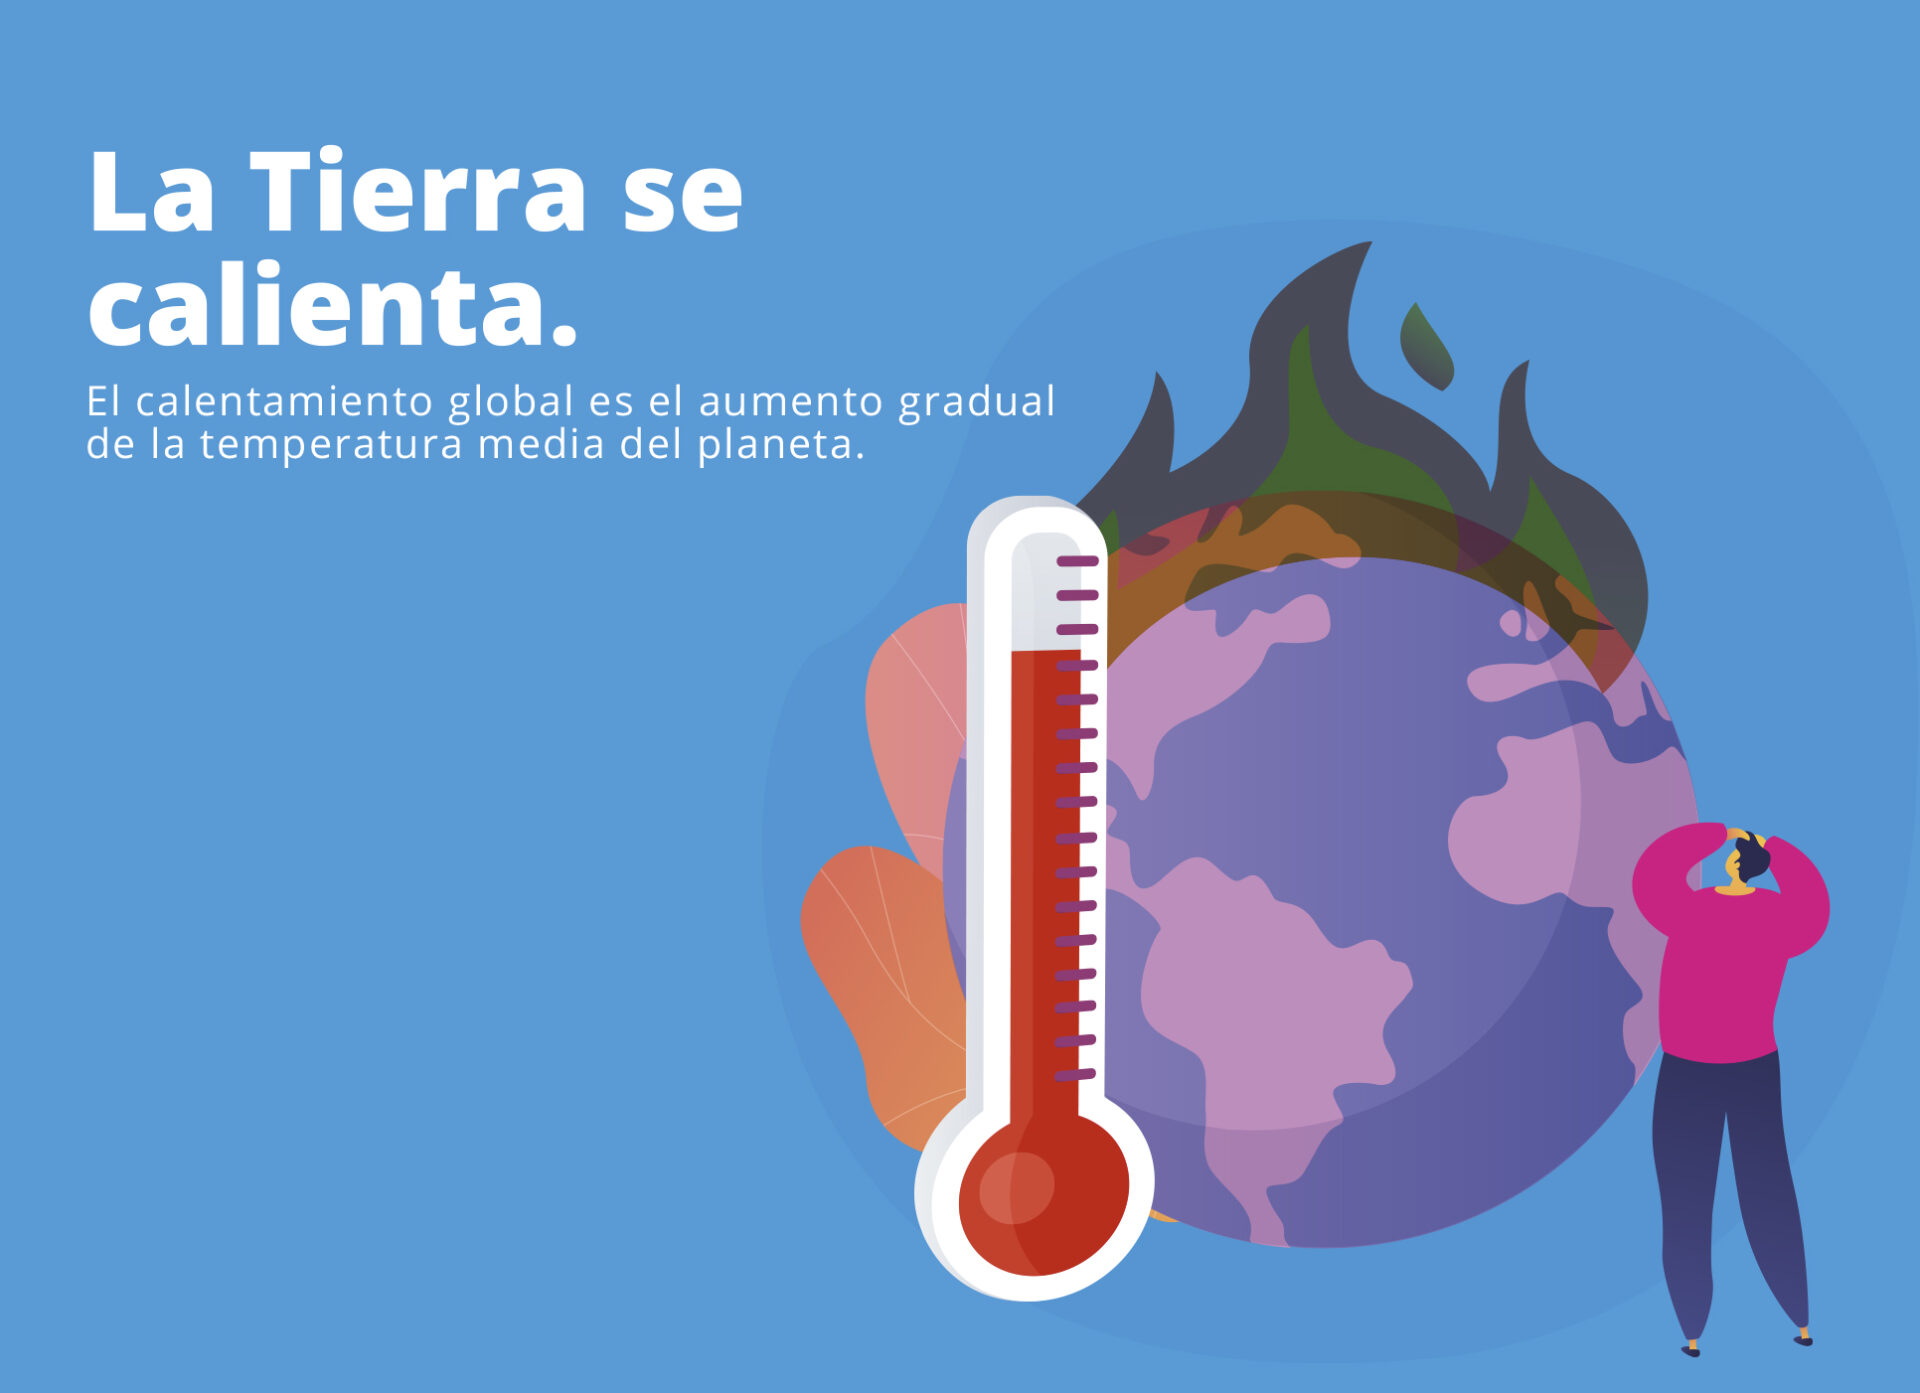 La Tierra se
calienta.
El calentamiento global es el aumento gradual
de la temperatura media del planeta.